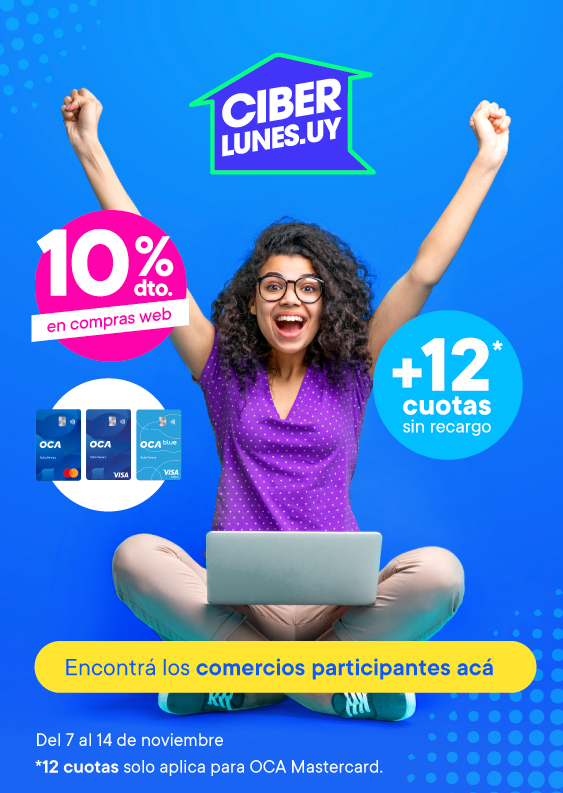 CIBER
LUNES.UY
10%
dto.
en compras web
OCA
OCA
VISA
OCA blue
VISA
+12*
cuotas
sin recargo
Encontrá los comercios participantes acá
Del 7 al 14 de noviembre
*12 cuotas solo aplica para OCA Mastercard.